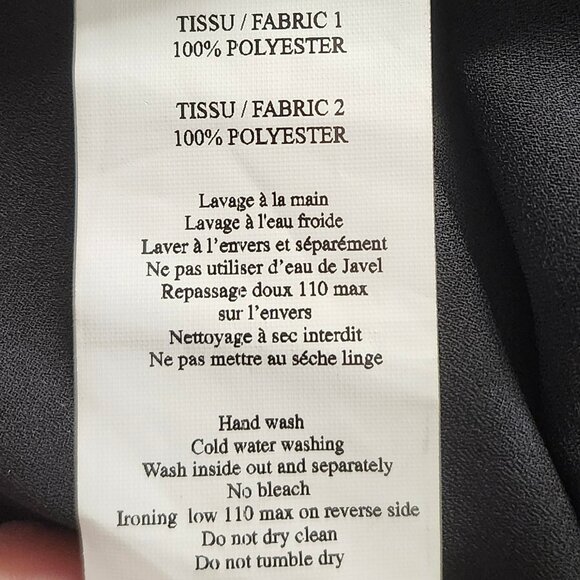 TISSU / FABRIC 1
100% POLYESTER
TISSU / FABRIC 2
100% POLYESTER
Lavage à la main
Lavage à l'eau froide
Laver à l'envers et séparément
Ne pas utiliser d'eau de Javel
Repassage doux 110 max
sur l'envers
Nettoyage à sec interdit
Ne pas mettre au séche linge
Hand wash
Cold water washing
Wash inside out and separately
No bleach
Ironing low 110 max on reverse side
Do not dry clean
Do not tumble dry